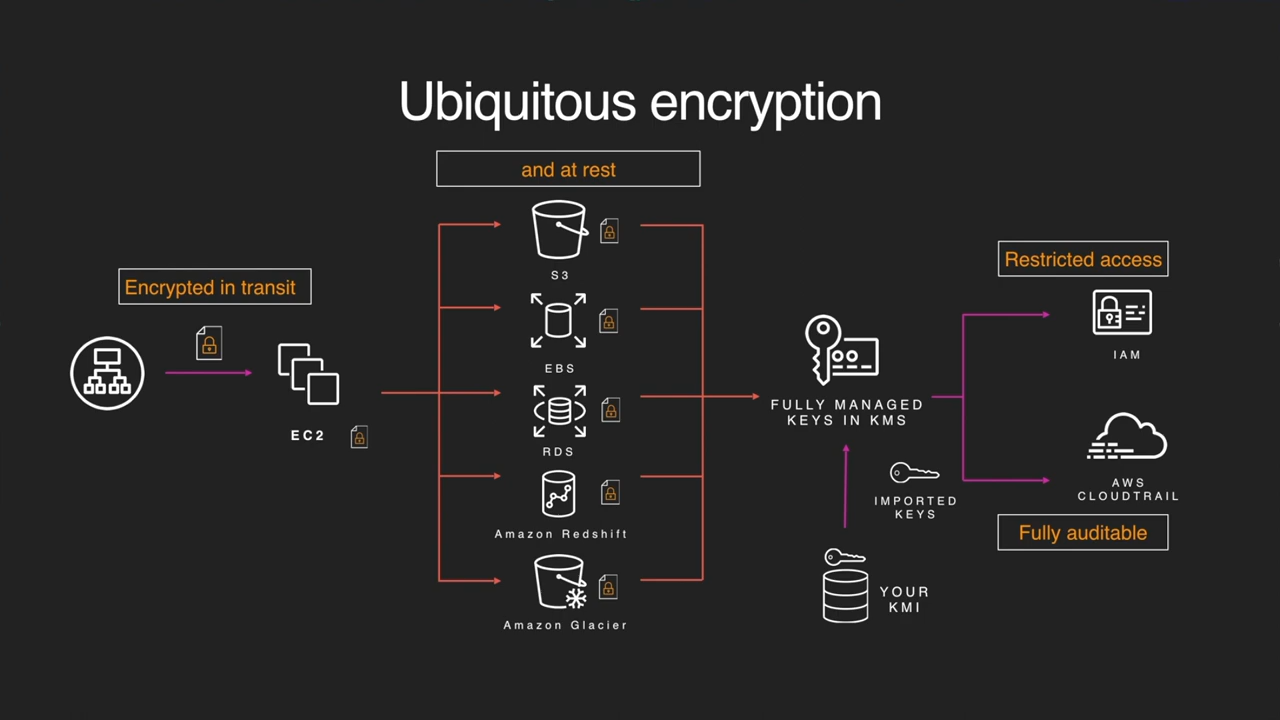 Ubiquitous encryption
and at rest
Encrypted in transit
EC2
S3
EBS
RDS
Amazon Redshift
Amazon Glacier
FULLY MANAGED
KEYS IN KMS
IMPORTED
KEYS
YOUR
KMI
Restricted access
IAM
AWS
CLOUDTRAIL
Fully auditable